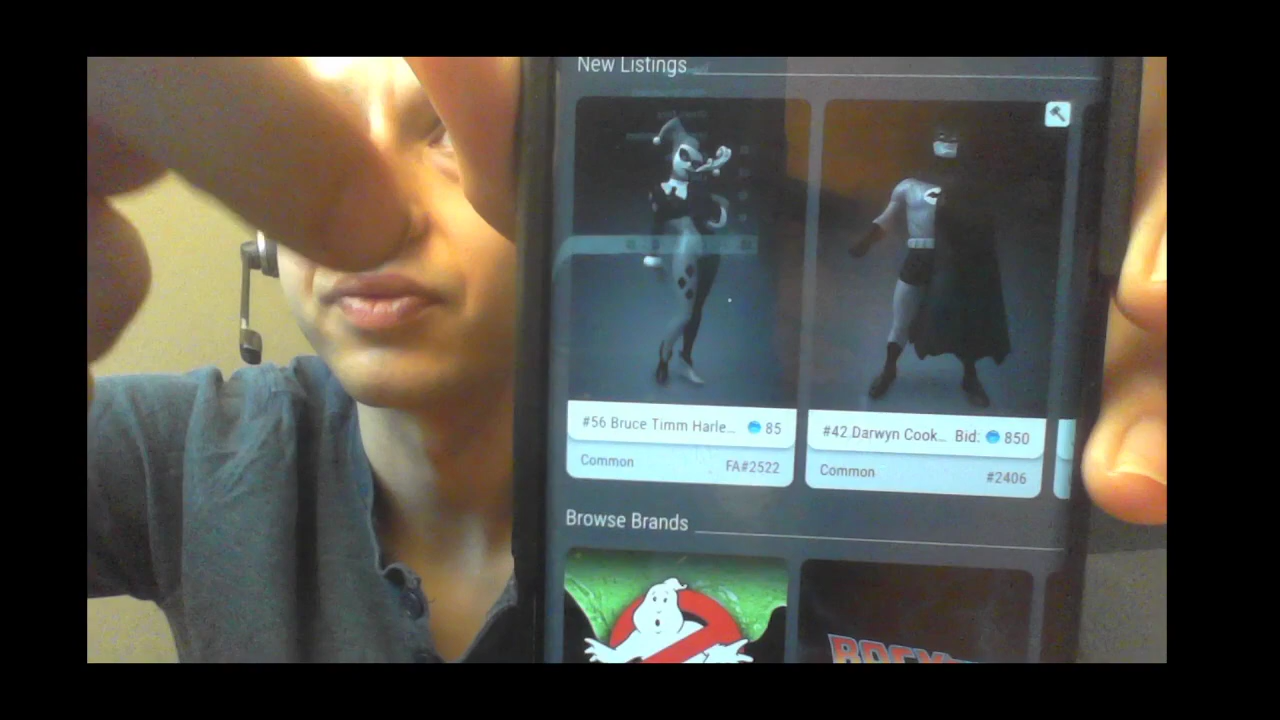 New Listings
#56 Bruce Timm Harle... 85
Common FA#2522
#42 Darwyn Cook... Bid: 850
Common #2406
Browse Brands